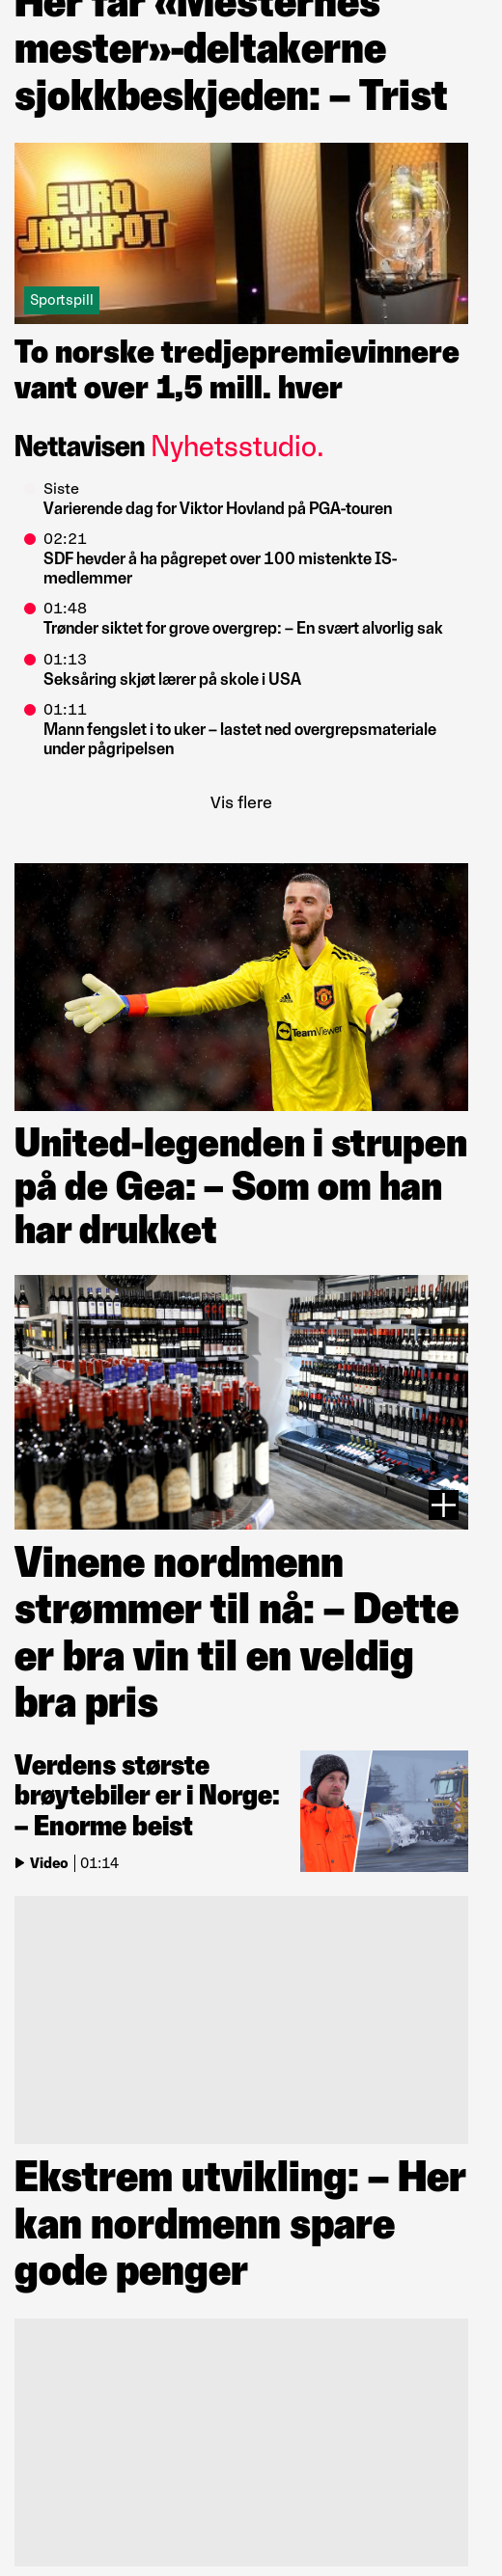 Her får «Mesternes
mester»-deltakerne
sjokkbeskjeden: – Trist
EURO
JACKPOT
Sportspill
To norske tredjepremievinnere
vant over 1,5 mill. hver
Nettavisen Nyhetsstudio.
Siste
Varierende dag for Viktor Hovland på PGA-touren
02:21
SDF hevder å ha pågrepet over 100 mistenkte IS-
medlemmer
01:48
Trønder siktet for grove overgrep: – En svært alvorlig sak
01:13
Seksåring skjøt lærer på skole i USA
01:11
Mann fengslet i to uker – lastet ned overgrepsmateriale
under pågripelsen
Vis flere
TeamViewer
United-legenden i strupen
på de Gea: – Som om han
har drukket
Vinene nordmenn
strømmer til nå: – Dette
er bra vin til en veldig
bra pris
Verdens største
brøytebiler er i Norge:
– Enorme beist
Video | 01:14
Ekstrem utvikling: – Her
kan nordmenn spare
gode penger